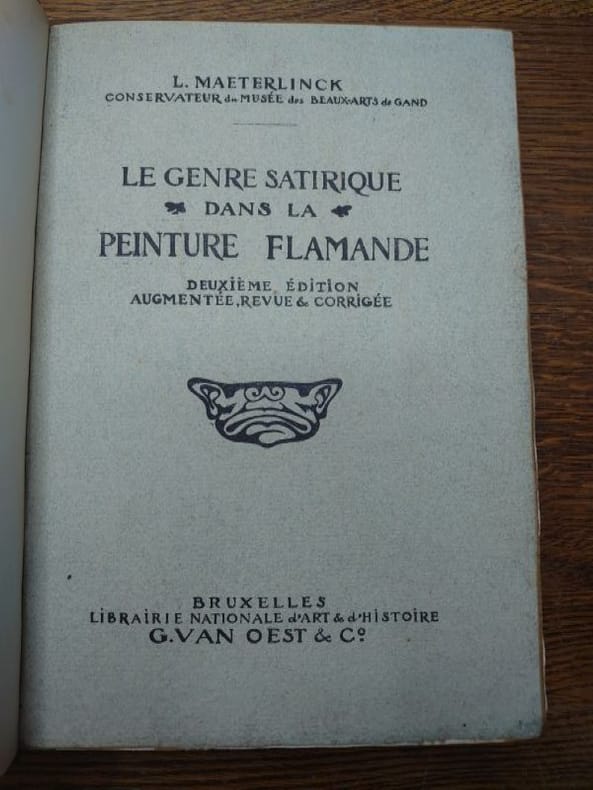 L. MAETERLINCK
CONSERVATEUR du MUSÉE des BEAUX-ARTS de GAND
LE GENRE SATIRIQUE
DANS LA
PEINTURE FLAMANDE
DEUXIÈME ÉDITION
AUGMENTÉE, REVUE & CORRIGÉE
BRUXELLES
LIBRAIRIE NATIONALE d'ART & d'HISTOIRE
G. VAN OEST & Cº